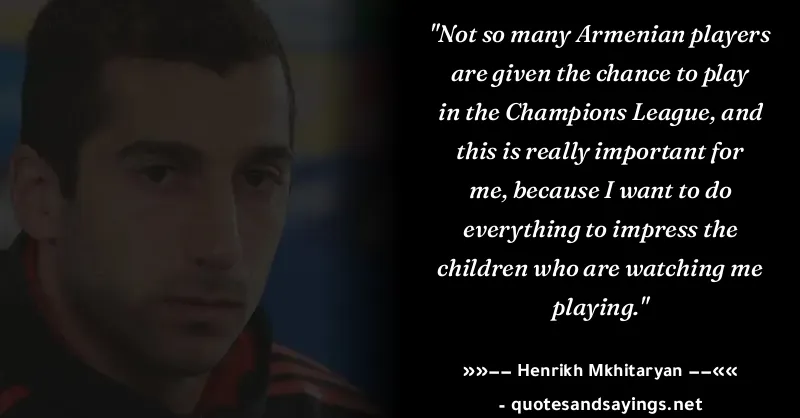 "Not so many Armenian players
are given the chance to play
in the Champions League, and
this is really important for
me, because I want to do
everything to impress the
children who are watching me
playing."
»»−− Henrikh Mkhitaryan −−««
- quotesandsayings.net